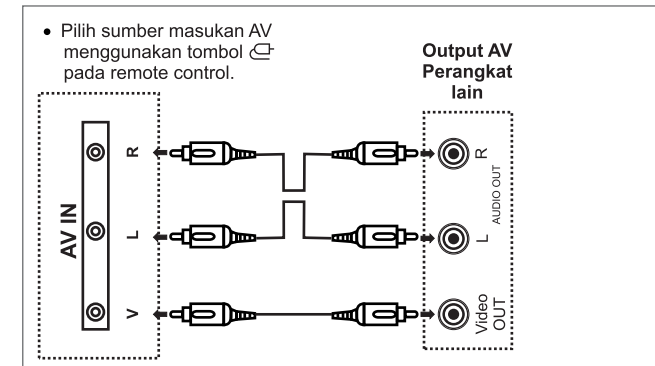 • Pilih sumber masukan AV
menggunakan tombol
pada remote control.
Output AV
Perangkat
lain
AV IN
R
L
V
R
L
AUDIO OUT
Video
OUT